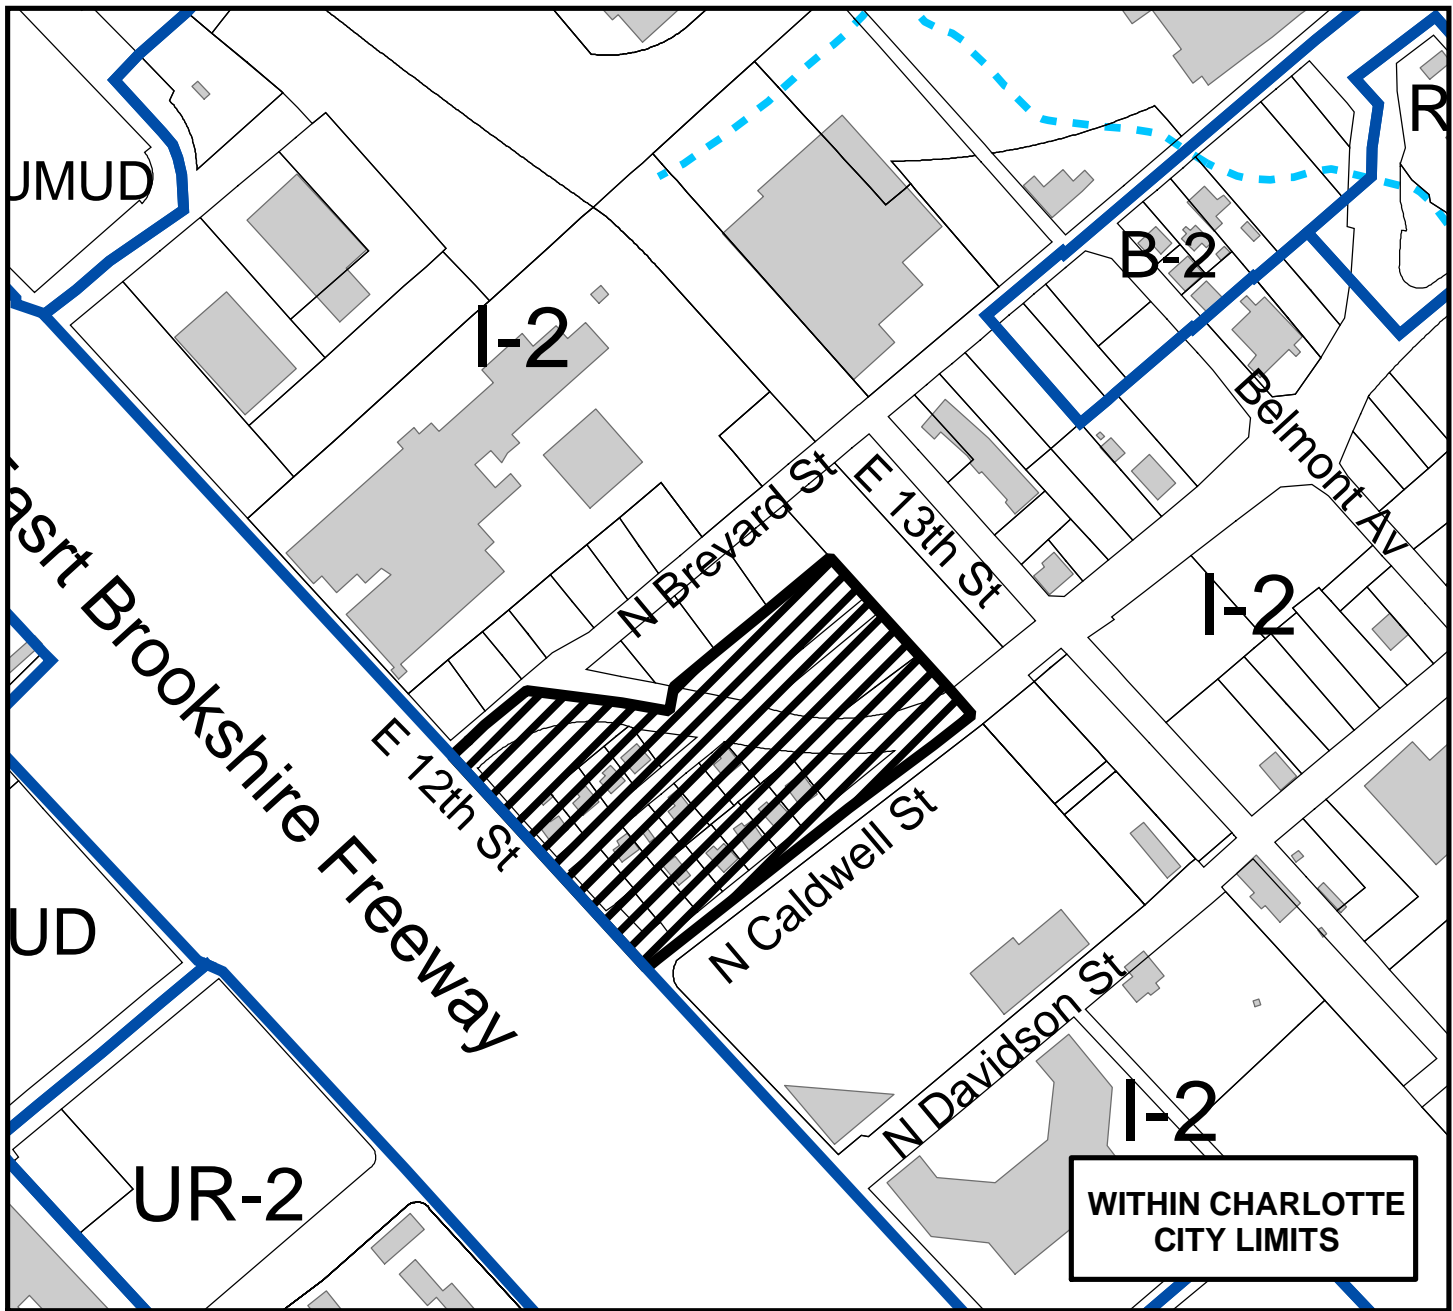 R
UMUD
B-2
I-2
Belmont Av
N Brevard St
E 13th St
Easrt Brookshire Freeway
I-2
E 12th St
N Caldwell St
UD
N Davidson St
I-2
UR-2
WITHIN CHARLOTTE
CITY LIMITS